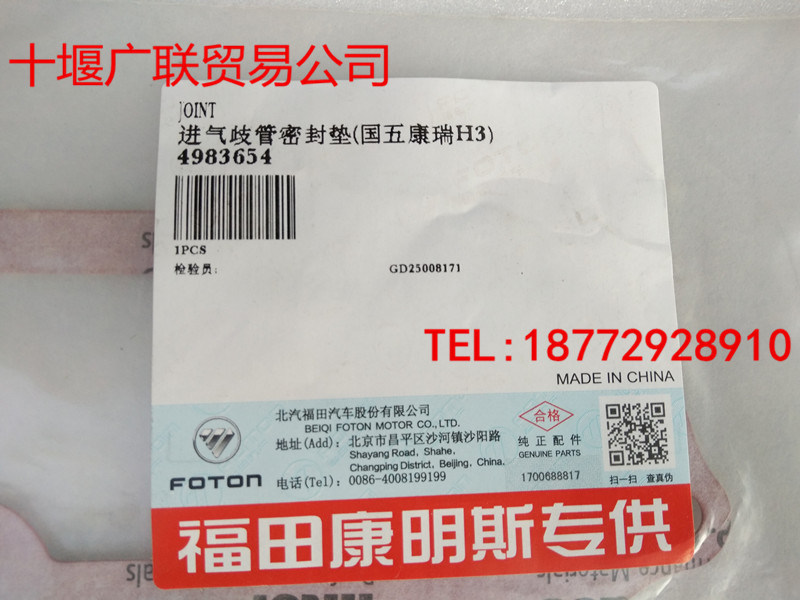 十堰广联贸易公司
JOINT
进气歧管密封垫(国五康瑞H3)
4983654
1PCS
检验员:
GD25008171
TEL:18772928910
MADE IN CHINA
北汽福田汽车股份有限公司
BEIQI FOTON MOTOR CO.,LTD.
地址(Add): 北京市昌平区沙河镇沙阳路
Shayang Road, Shahe,
Changping District, Beijing, China.
电话(Tel): 0086-4008199199
FOTON
合格
纯正配件
GENUINE PARTS
1700688817
扫一扫 查真伪
福田康明斯专供